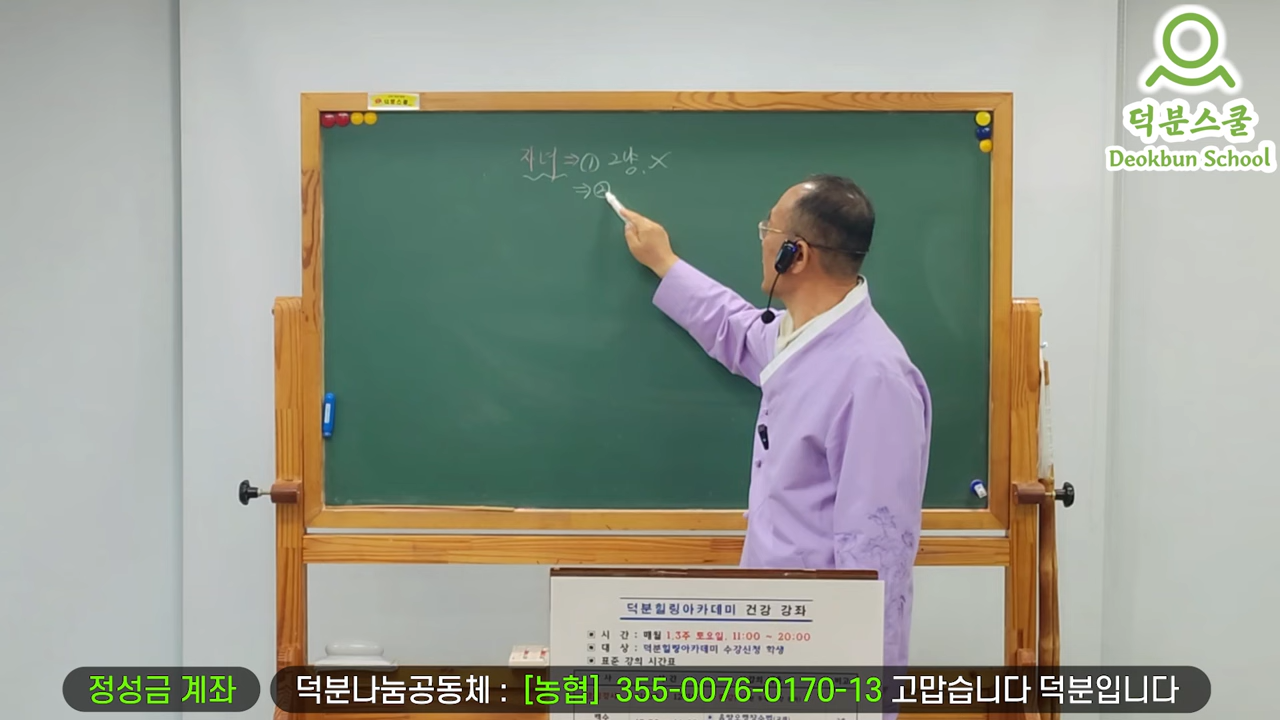 덕분스쿨
Deokbun School
덕분스쿨
자녀 ⇒ ① 그냥. X
⇒ ②
덕분힐링아카데미 건강 강좌
▣ 시 간 : 매월 1,3주 토요일, 11:00 ~ 20:00
▣ 대 상 : 덕분힐링아카데미 수강신청 학생
▣ 표준 강의 시간표
정성금 계좌
덕분나눔공동체 : [농협] 355-0076-0170-13 고맙습니다 덕분입니다